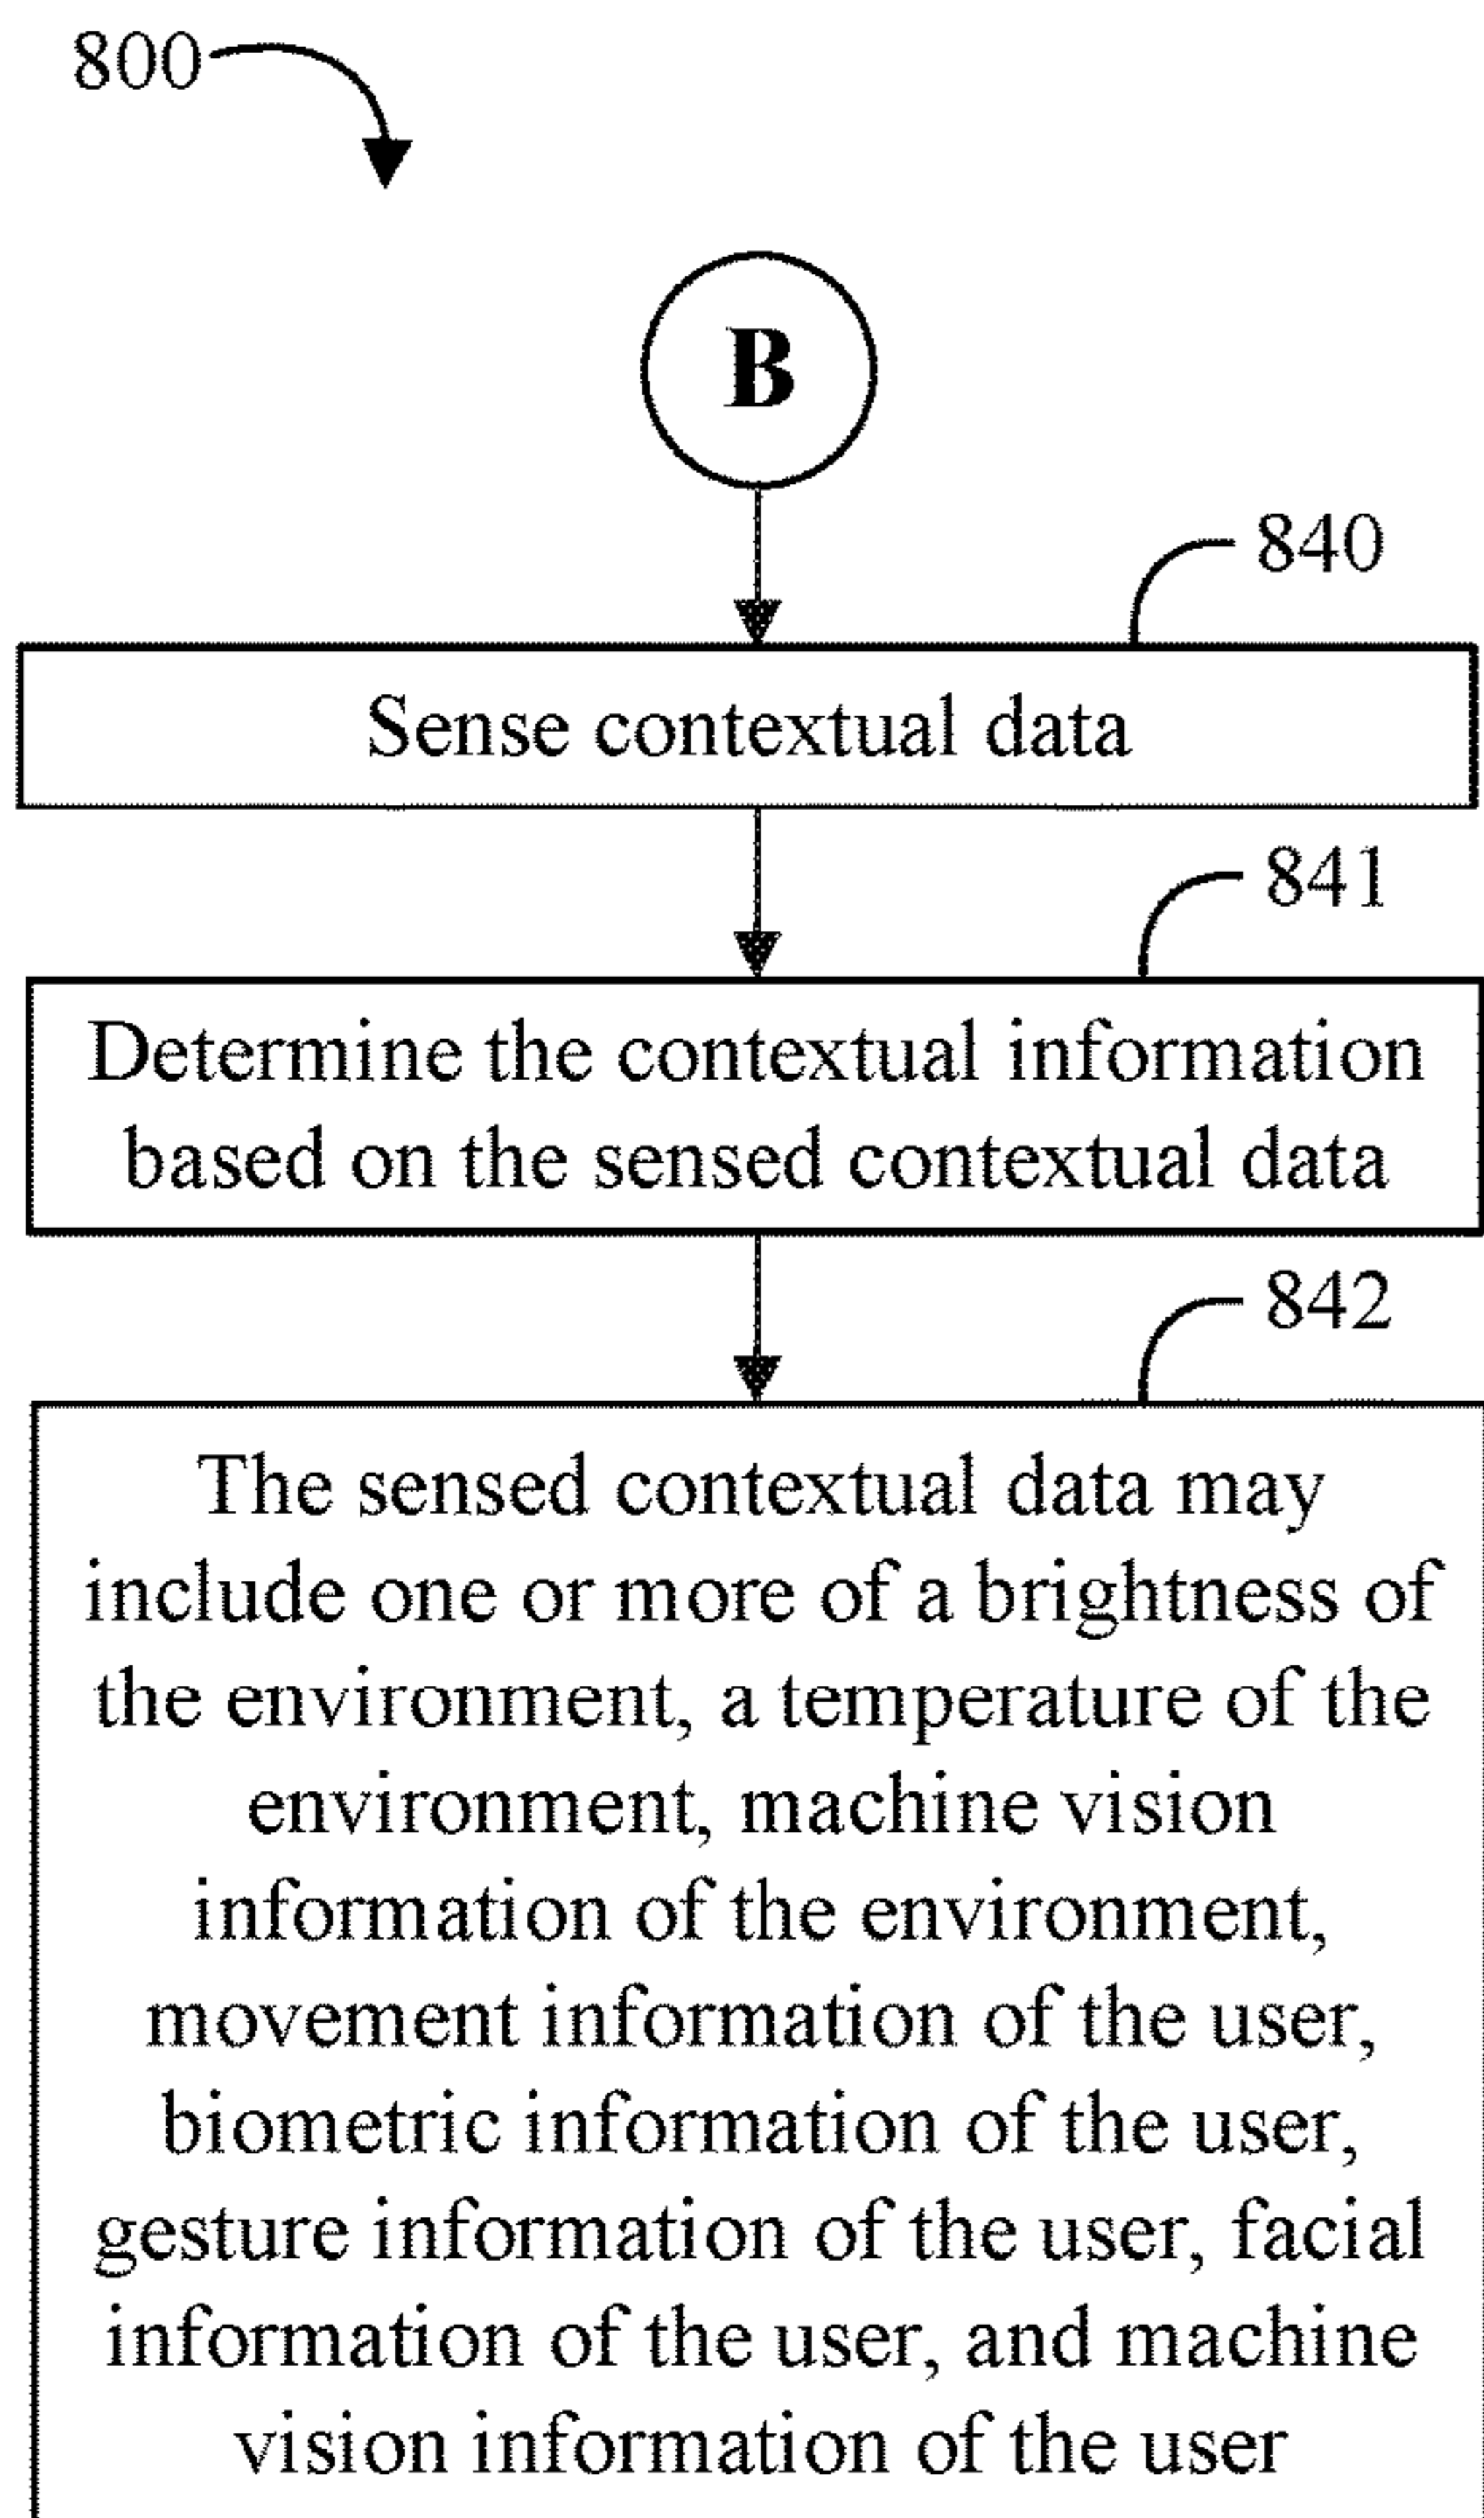 800
B
840
Sense contextual data
841
Determine the contextual information
based on the sensed contextual data
842
The sensed contextual data may
include one or more of a brightness of
the environment, a temperature of the
environment, machine vision
information of the environment,
movement information of the user,
biometric information of the user,
gesture information of the user, facial
information of the user, and machine
vision information of the user